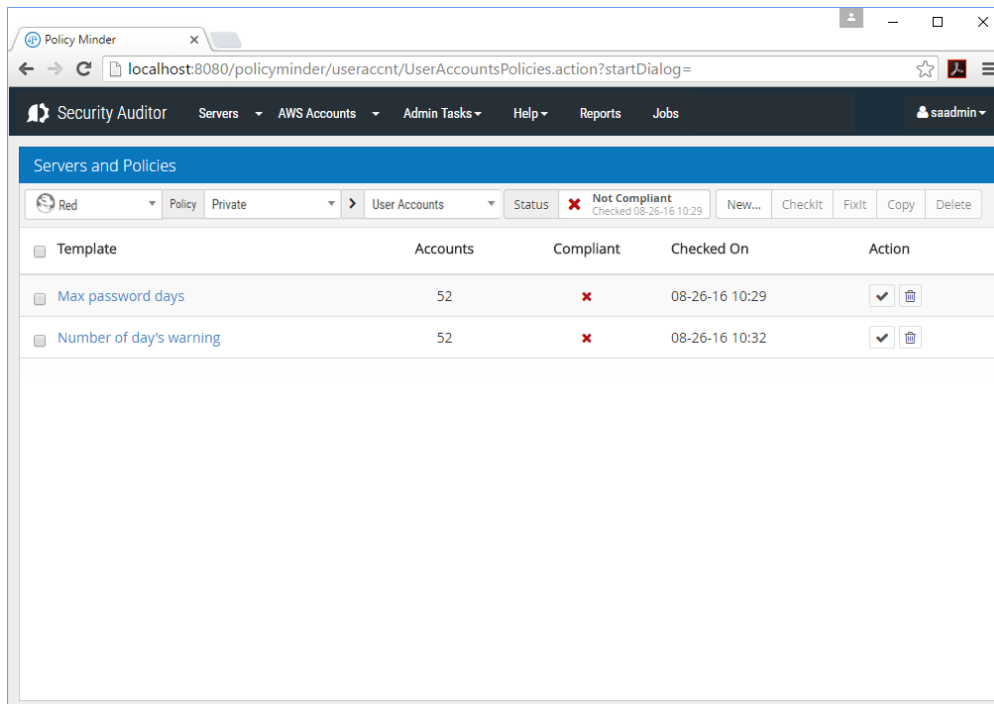 Policy Minder
localhost:8080/policyminder/useraccnt/UserAccountsPolicies.action?startDialog=
Security Auditor Servers AWS Accounts Admin Tasks Help Reports Jobs saadmin
Servers and Policies
Red Policy Private User Accounts Status Not Compliant New... CheckIt FixIt Copy Delete
Checked 08-26-16 10:29
Template Accounts Compliant Checked On Action
Max password days 52 08-26-16 10:29
Number of day's warning 52 08-26-16 10:32